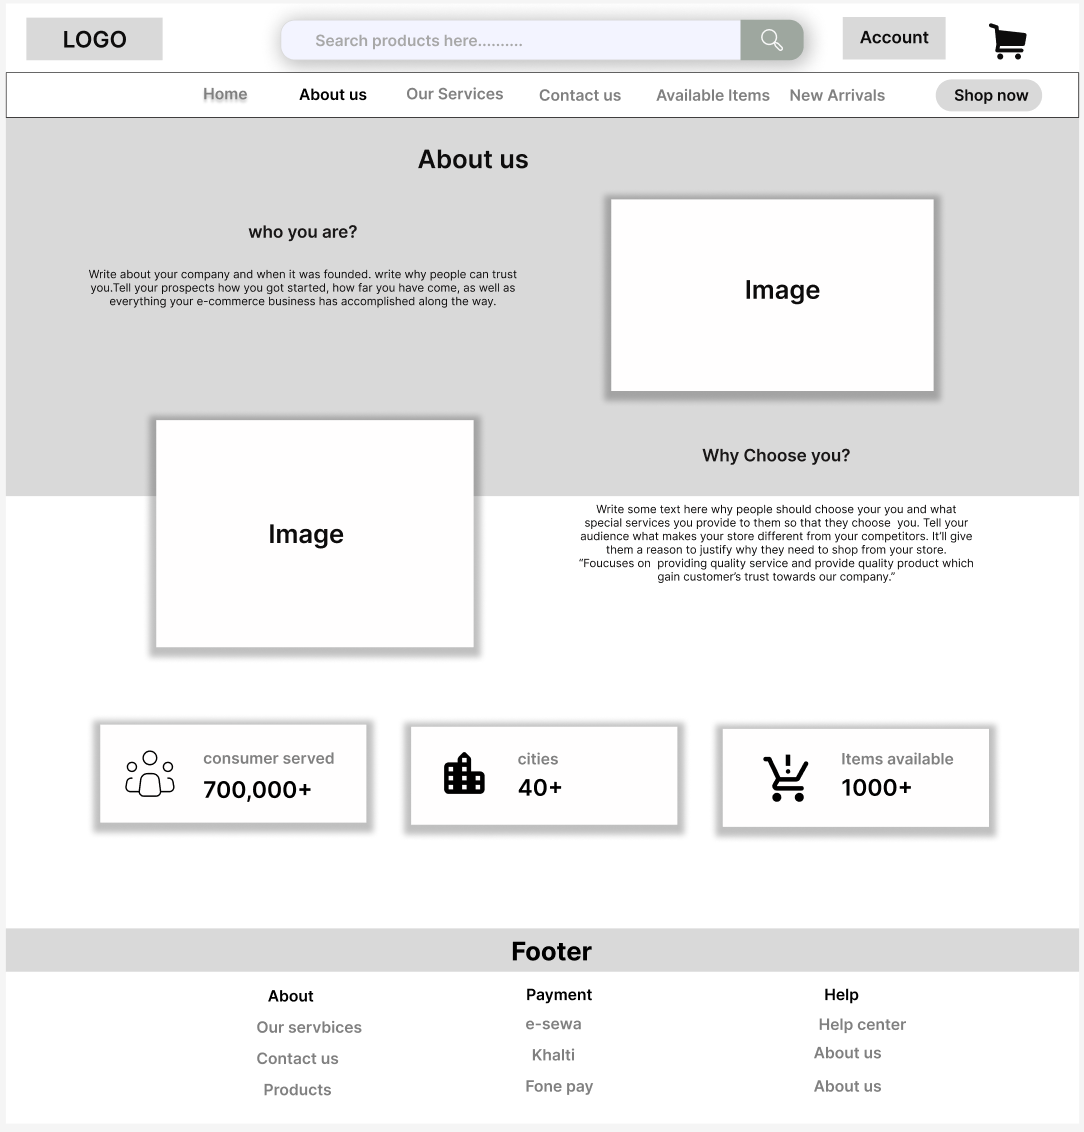 LOGO
Search products here..........
Account
Home
About us
Our Services
Contact us
Available Items
New Arrivals
Shop now
About us
who you are?
Write about your company and when it was founded. write why people can trust
you.Tell your prospects how you got started, how far you have come, as well as
everything your e-commerce business has accomplished along the way.
Image
Image
Why Choose you?
Write some text here why people should choose your you and what
special services you provide to them so that they choose  you. Tell your
audience what makes your store different from your competitors. It’ll give
them a reason to justify why they need to shop from your store.
“Foucuses on  providing quality service and provide quality product which
gain customer’s trust towards our company.”
consumer served
700,000+
cities
40+
Items available
1000+
Footer
About
Our servbices
Contact us
Products
Payment
e-sewa
Khalti
Fone pay
Help
Help center
About us
About us